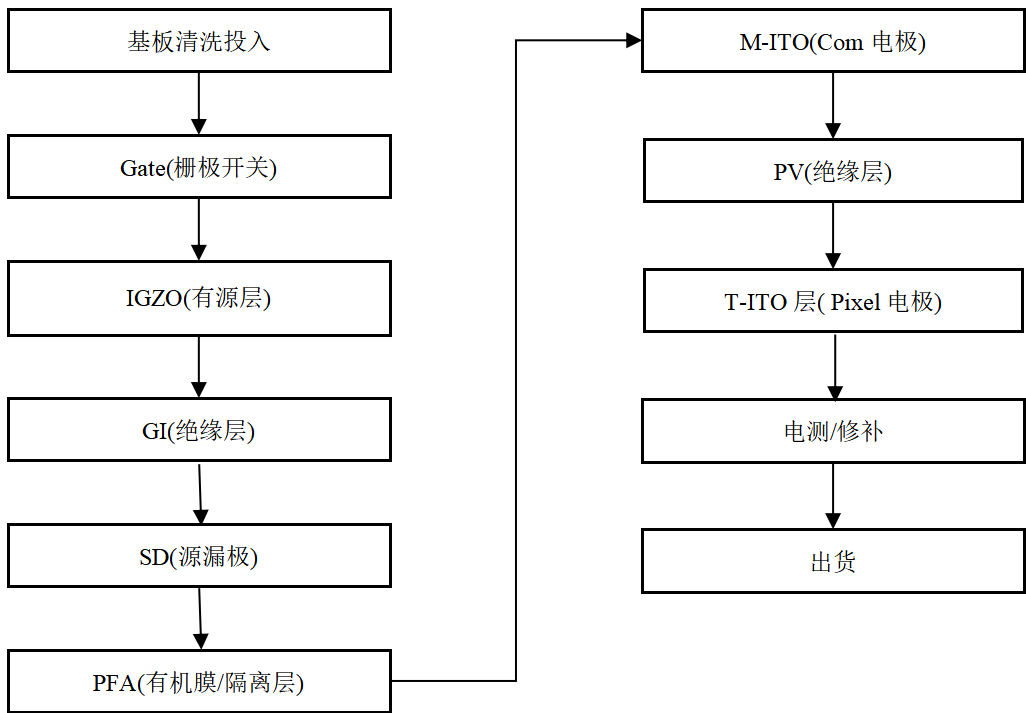 基板清洗投入
Gate(栅极开关)
IGZO(有源层)
GI(绝缘层)
SD(源漏极)
PFA(有机膜/隔离层)
M-ITO(Com 电极)
PV(绝缘层)
T-ITO 层( Pixel 电极)
电测/修补
出货